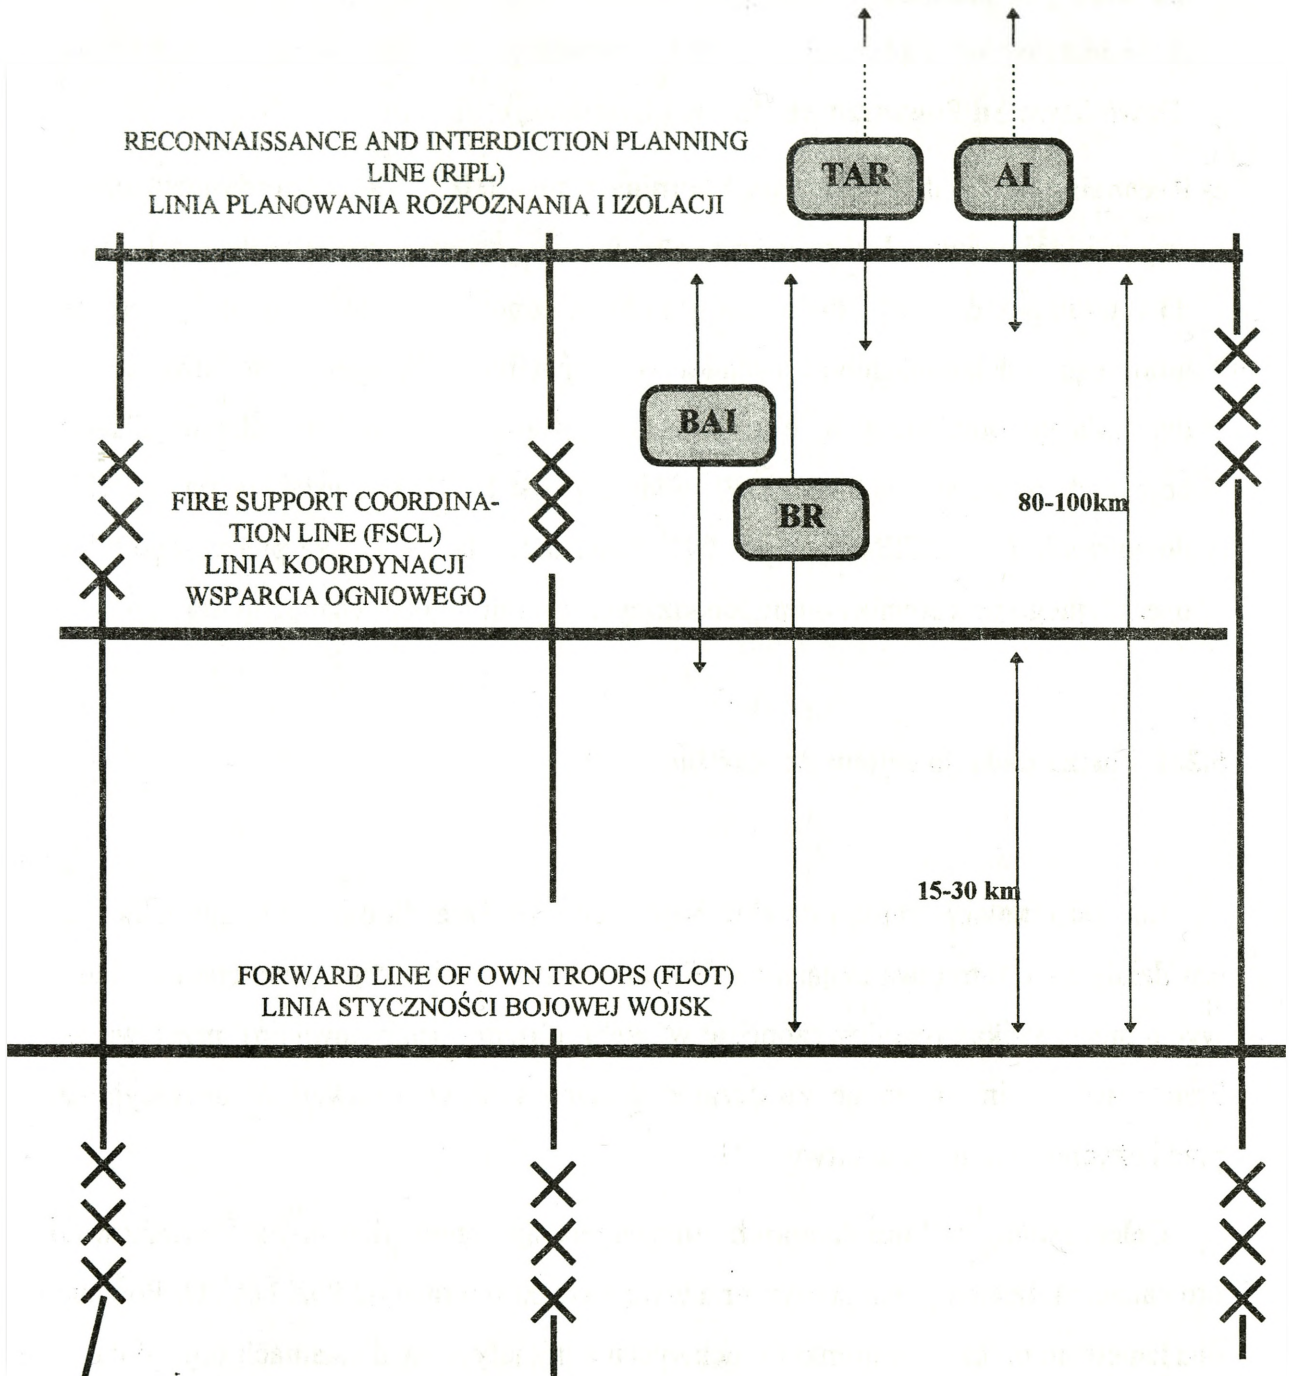 RECONNAISSANCE AND INTERDICTION PLANNING
LINE (RIPL)
LINIA PLANOWANIA ROZPOZNANIA I IZOLACJI
TAR
AI
BAI
BR
80-100km
FIRE SUPPORT COORDINA-
TION LINE (FSCL)
LINIA KOORDYNACJI
WSPARCIA OGNIOWEGO
15-30 km
FORWARD LINE OF OWN TROOPS (FLOT)
LINIA STYCZNOŚCI BOJOWEJ WOJSK